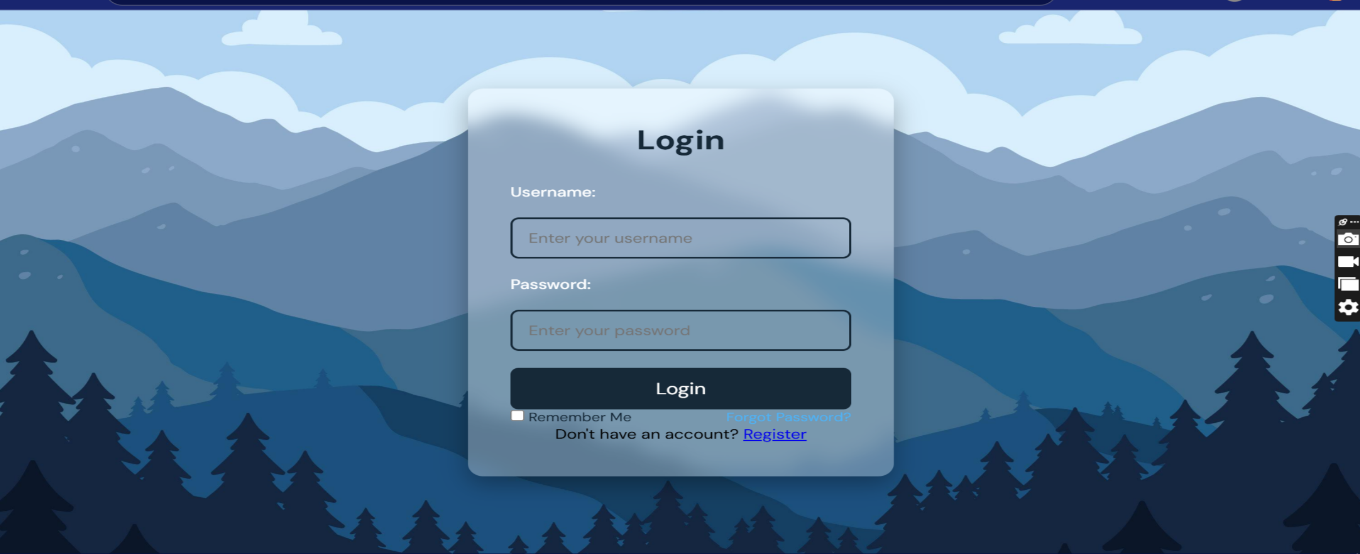 Login
Username:
Enter your username
Password:
Enter your password
Login
Remember Me Forgot Password?
Don't have an account? Register